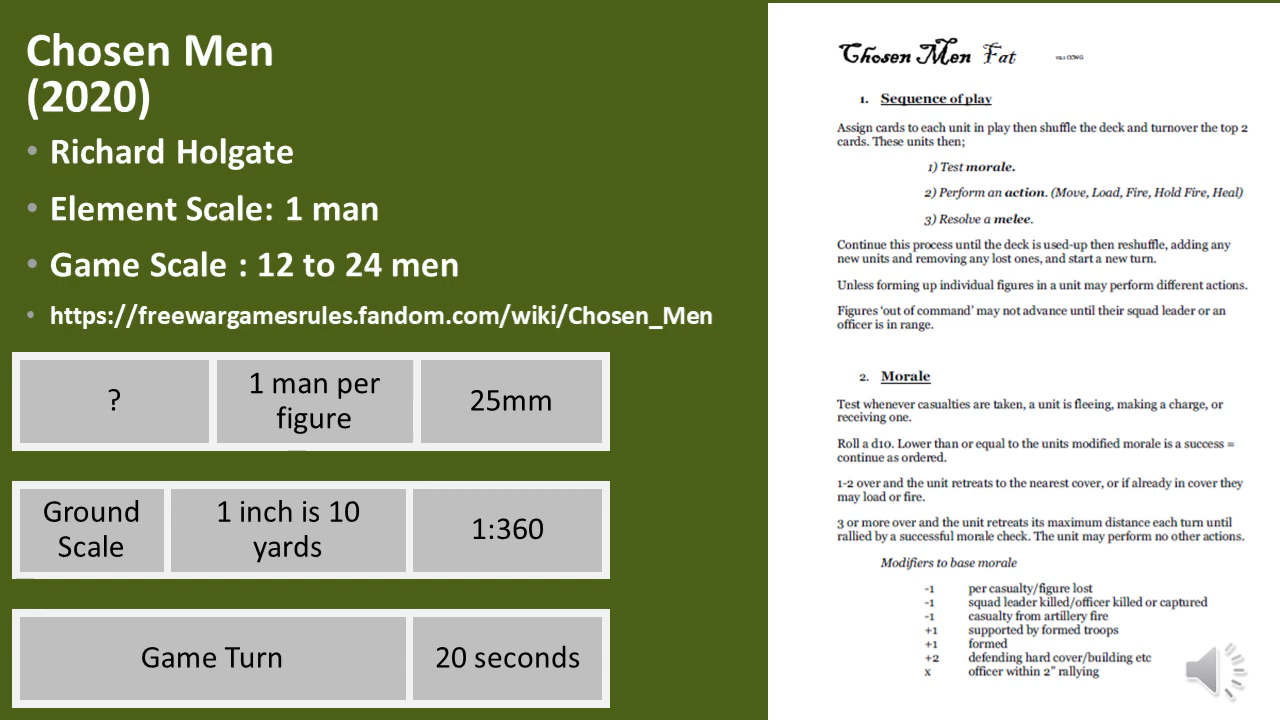 Chosen Men
(2020)
• Richard Holgate
• Element Scale: 1 man
• Game Scale : 12 to 24 men
• https://freewargamesrules.fandom.com/wiki/Chosen_Men
?
1 man per
figure
25mm
Ground
Scale
1 inch is 10
yards
1:360
Game Turn
20 seconds
Chosen Men Fat
1. Sequence of play
Assign cards to each unit in play then shuffle the deck and turnover the top 2
cards. These units then;
1) Test morale.
2) Perform an action. (Move, Load, Fire, Hold Fire, Heal)
3) Resolve a melee.
Continue this process until the deck is used-up then reshuffle, adding any
new units and removing any lost ones, and start a new turn.
Unless forming up individual figures in a unit may perform different actions.
Figures 'out of command' may not advance until their squad leader or an
officer is in range.
2. Morale
Test whenever casualties are taken, a unit is fleeing, making a charge, or
receiving one.
Roll a d10. Lower than or equal to the units modified morale is a success =
continue as ordered.
1-2 over and the unit retreats to the nearest cover, or if already in cover they
may load or fire.
3 or more over and the unit retreats its maximum distance each turn until
rallied by a successful morale check. The unit may perform no other actions.
Modifiers to base morale
-1 per casualty/figure lost
-1 squad leader killed/officer killed or captured
-1 casualty from artillery fire
+1 supported by formed troops
+1 formed
+2 defending hard cover/building etc
x officer within 2" rallying